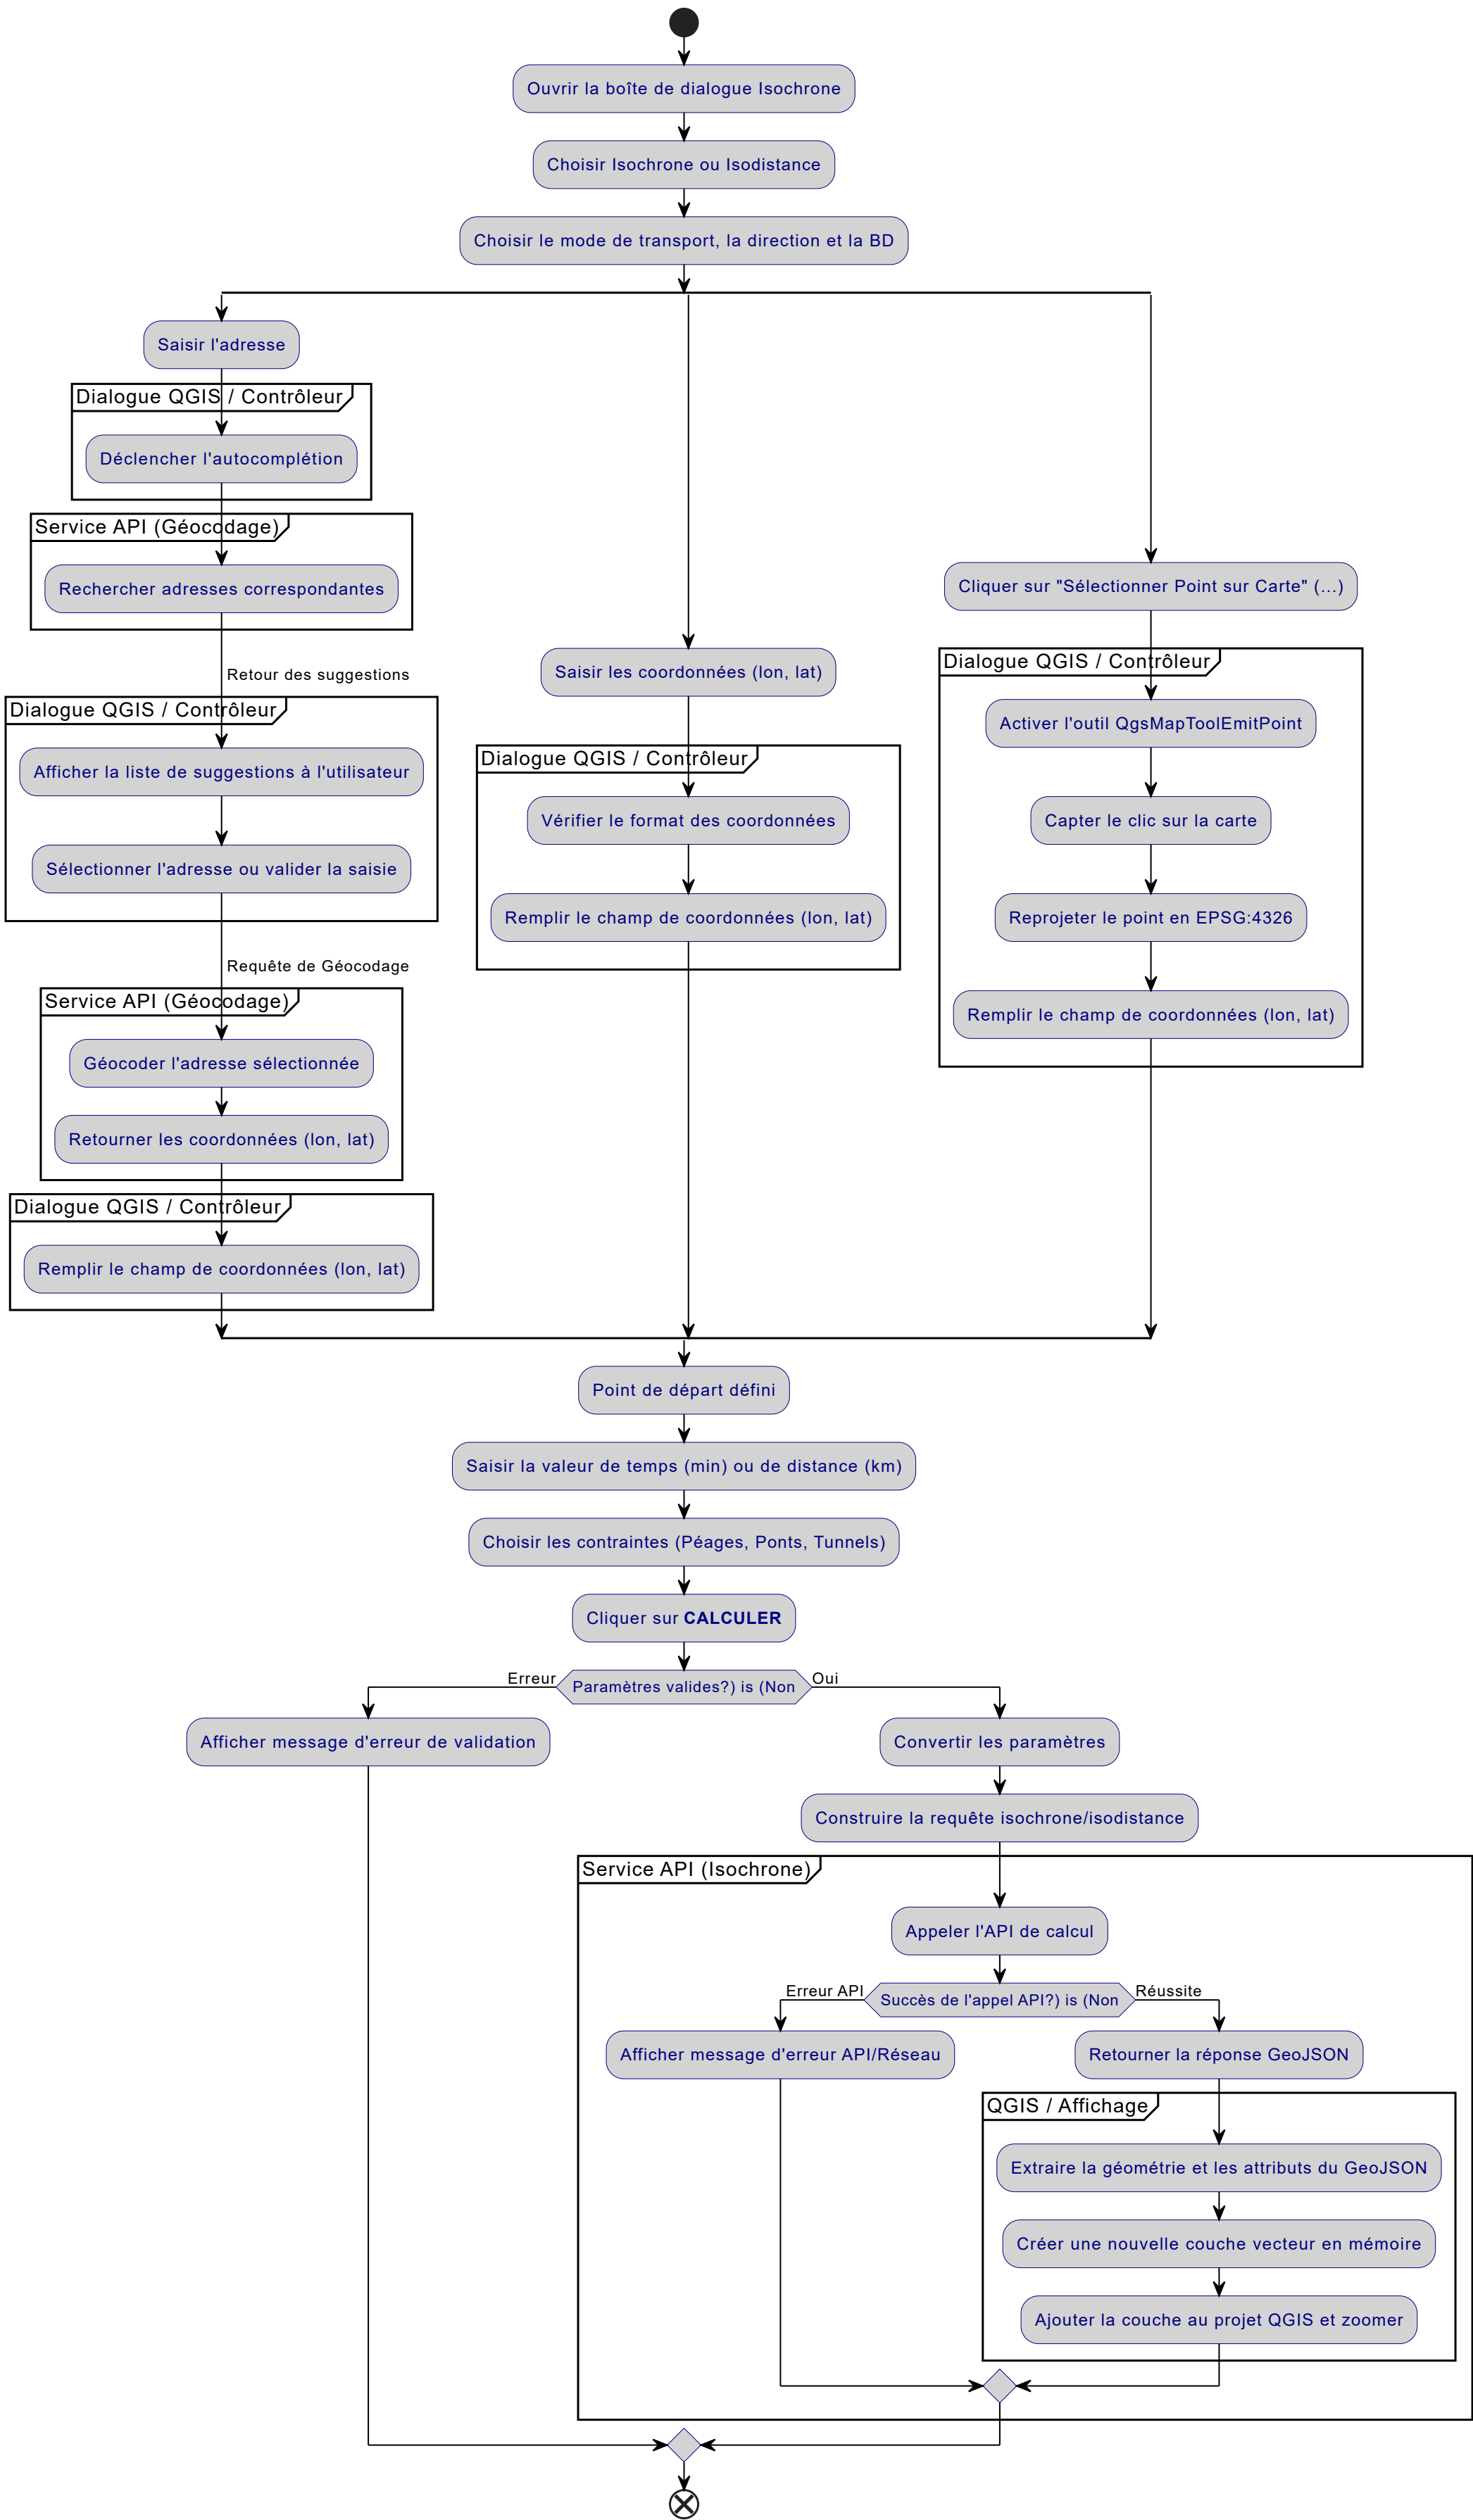 Ouvrir la boîte de dialogue Isochrone
Choisir Isochrone ou Isodistance
Choisir le mode de transport, la direction et la BD
Saisir l'adresse
Dialogue QGIS / Contrôleur
Déclencher l'autocomplétion
Service API (Géocodage)
Rechercher adresses correspondantes
Retour des suggestions
Dialogue QGIS / Contrôleur
Afficher la liste de suggestions à l'utilisateur
Sélectionner l'adresse ou valider la saisie
Requête de Géocodage
Service API (Géocodage)
Géocoder l'adresse sélectionnée
Retourner les coordonnées (lon, lat)
Dialogue QGIS / Contrôleur
Remplir le champ de coordonnées (lon, lat)
Saisir les coordonnées (lon, lat)
Dialogue QGIS / Contrôleur
Vérifier le format des coordonnées
Remplir le champ de coordonnées (lon, lat)
Cliquer sur "Sélectionner Point sur Carte" (...)
Dialogue QGIS / Contrôleur
Activer l'outil QgsMapToolEmitPoint
Capter le clic sur la carte
Reprojeter le point en EPSG:4326
Remplir le champ de coordonnées (lon, lat)
Point de départ défini
Saisir la valeur de temps (min) ou de distance (km)
Choisir les contraintes (Péages, Ponts, Tunnels)
Cliquer sur CALCULER
Erreur
Paramètres valides?) is (Non
Oui
Afficher message d'erreur de validation
Convertir les paramètres
Construire la requête isochrone/isodistance
Service API (Isochrone)
Appeler l'API de calcul
Erreur API
Succès de l'appel API?) is (Non
Réussite
Afficher message d'erreur API/Réseau
Retourner la réponse GeoJSON
QGIS / Affichage
Extraire la géométrie et les attributs du GeoJSON
Créer une nouvelle couche vecteur en mémoire
Ajouter la couche au projet QGIS et zoomer